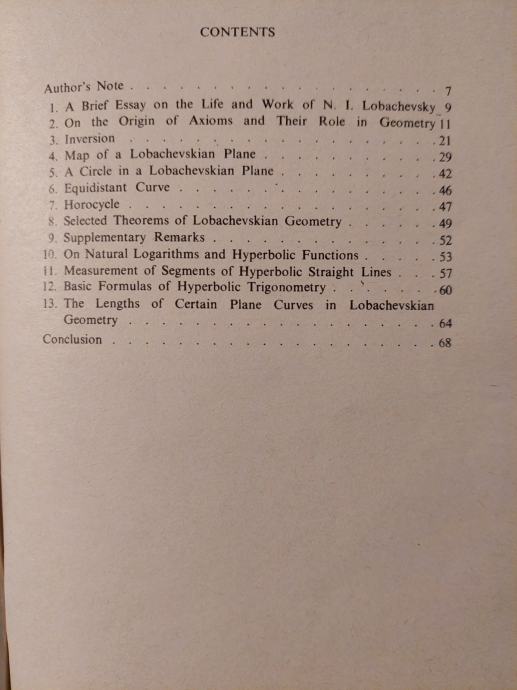 CONTENTS
Author's Note . . . . . . . . . . . . . . . . . . . 7
1. A Brief Essay on the Life and Work of N. I. Lobachevsky 9
2. On the Origin of Axioms and Their Role in Geometry 11
3. Inversion . . . . . . . . . . . . . . . . . . . 21
4. Map of a Lobachevskian Plane . . . . . . . . . . . 29
5. A Circle in a Lobachevskian Plane . . . . . . . . . . 42
6. Equidistant Curve . . . . . . . . . . . . . . . . 46
7. Horocycle . . . . . . . . . . . . . . . . . . . 47
8. Selected Theorems of Lobachevskian Geometry . . . . . . 49
9. Supplementary Remarks . . . . . . . . . . . . . . 52
10. On Natural Logarithms and Hyperbolic Functions . . . . . 53
11. Measurement of Segments of Hyperbolic Straight Lines . . . 57
12. Basic Formulas of Hyperbolic Trigonometry . . . . . . . 60
13. The Lengths of Certain Plane Curves in Lobachevskian
Geometry . . . . . . . . . . . . . . . . . . . 64
Conclusion . . . . . . . . . . . . . . . . . . . . 68